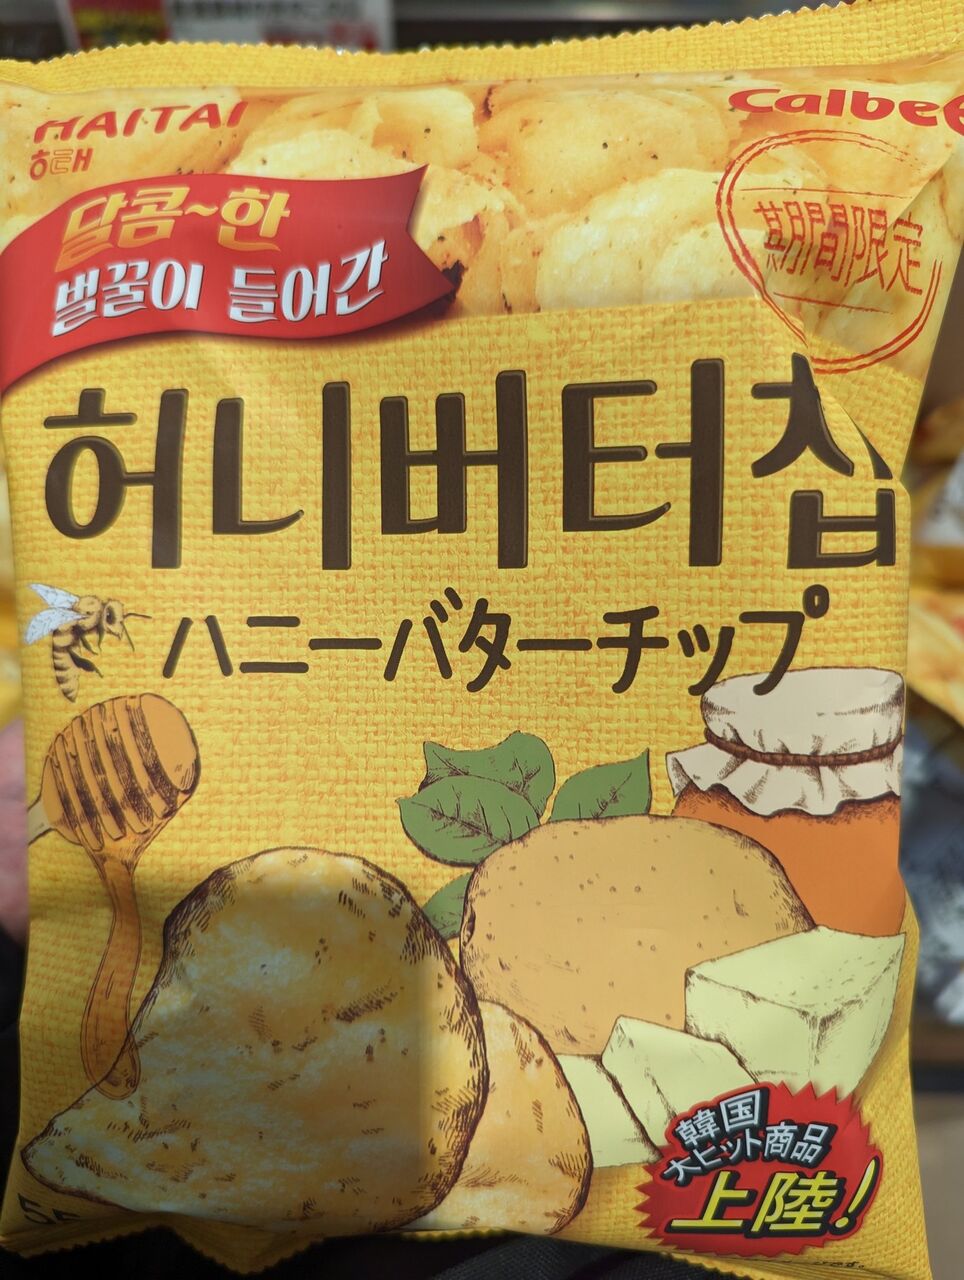 HAITAI
해태
Calbee
期間限定
달콤~한
벌꿀이 들어간
허니버터칩
ハニーバターチップ
韓国
大ヒット商品
上陸!